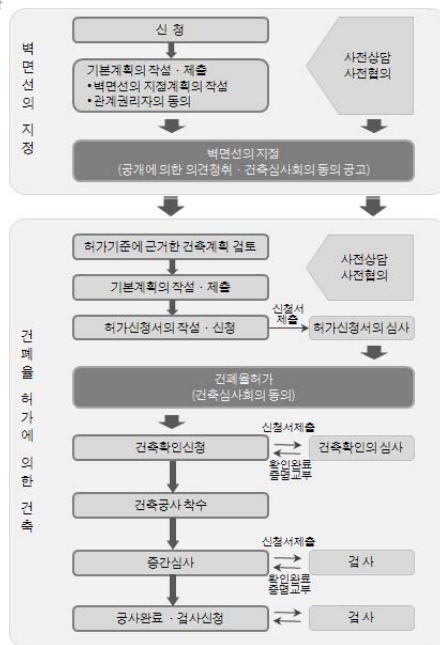 벽면선의 지정
신 청
사전상담
사전협의
기본계획의 작성 · 제출
•벽면선의 지정계획의 작성
•관계권리자의 동의
벽면선의 지정
(공개에 의한 의견청취 · 건축심사회의 동의 공고)
건폐율 허가에 의한 건축
허가기준에 근거한 건축계획 검토
사전상담
사전협의
기본계획의 작성 · 제출
신청서
제출
허가신청서의 작성 · 신청
허가신청서의 심사
건폐율허가
(건축심사회의 동의)
신청서제출
건축확인신청
건축확인의 심사
확인완료
증명교부
건축공사 착수
신청서제출
중간심사
검 사
확인완료
증명교부
공사완료 · 검사신청
검 사